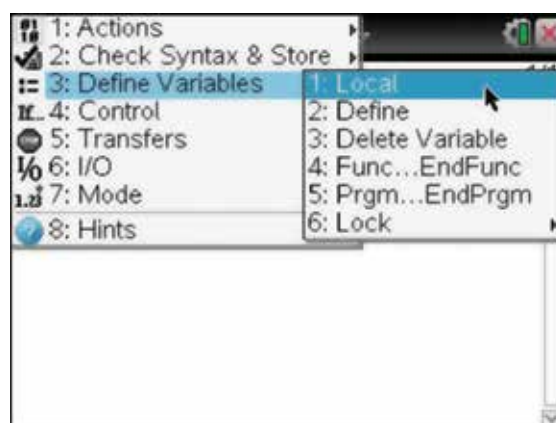 1: Actions
2: Check Syntax & Store
3: Define Variables
4: Control
5: Transfers
6: I/O
7: Mode
8: Hints
1: Local
2: Define
3: Delete Variable
4: Func...EndFunc
5: Prgm...EndPrgm
6: Lock